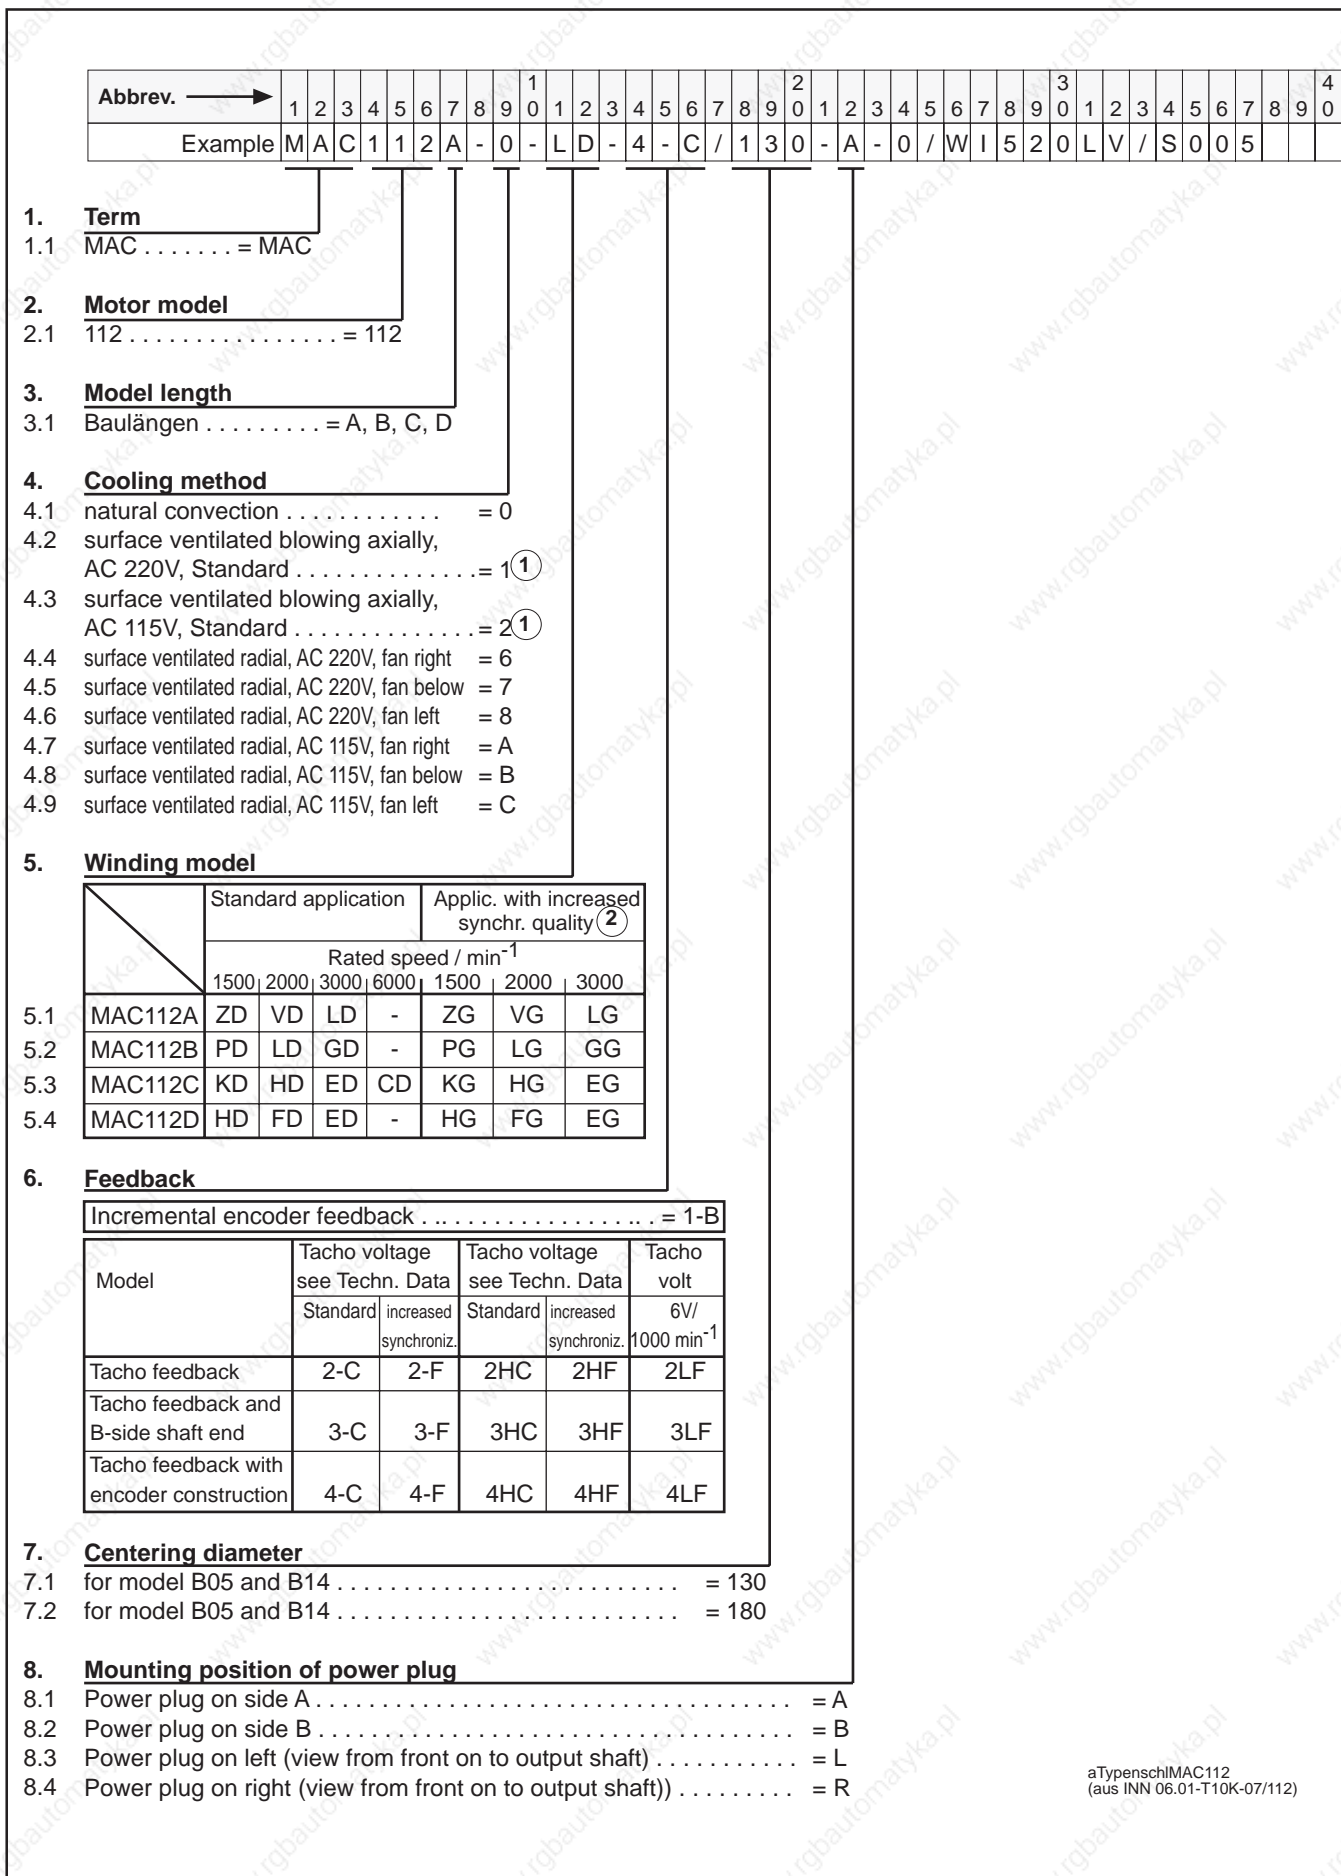 Abbrev. 1 2 3 4 5 6 7 8 9 10 1 2 3 4 5 6 7 8 9 20 1 2 3 4 5 6 7 8 9 30 1 2 3 4 5 6 7 8 9 40
Example M A C 1 1 2 A - 0 - L D - 4 - C / 1 3 0 - A - 0 / W I 5 2 0 L V / S 0 0 5
1. Term
1.1 MAC . . . . . . . = MAC
2. Motor model
2.1 112 . . . . . . . . . . . . . . . . = 112
3. Model length
3.1 Baulängen . . . . . . . . . = A, B, C, D
4. Cooling method
4.1 natural convection . . . . . . . . . . . . = 0
4.2 surface ventilated blowing axially,
AC 220V, Standard . . . . . . . . . . . . . . = 1 ①
4.3 surface ventilated blowing axially,
AC 115V, Standard . . . . . . . . . . . . . . = 2 ①
4.4 surface ventilated radial, AC 220V, fan right = 6
4.5 surface ventilated radial, AC 220V, fan below = 7
4.6 surface ventilated radial, AC 220V, fan left = 8
4.7 surface ventilated radial, AC 115V, fan right = A
4.8 surface ventilated radial, AC 115V, fan below = B
4.9 surface ventilated radial, AC 115V, fan left = C
5. Winding model
Standard application Applic. with increased
synchr. quality ②
Rated speed / min-1
1500 2000 3000 6000 1500 2000 3000
5.1 MAC112A ZD VD LD - ZG VG LG
5.2 MAC112B PD LD GD - PG LG GG
5.3 MAC112C KD HD ED CD KG HG EG
5.4 MAC112D HD FD ED - HG FG EG
6. Feedback
Incremental encoder feedback . .. . . . . . . . . . . . . . .. . = 1-B
Tacho voltage Tacho voltage Tacho
Model see Techn. Data see Techn. Data volt
Standard increased Standard increased 6V/
synchroniz. synchroniz. 1000 min-1
Tacho feedback 2-C 2-F 2HC 2HF 2LF
Tacho feedback and
B-side shaft end 3-C 3-F 3HC 3HF 3LF
Tacho feedback with
encoder construction 4-C 4-F 4HC 4HF 4LF
7. Centering diameter
7.1 for model B05 and B14 . . . . . . . . . . . . . . . . . . . . . . . . . . = 130
7.2 for model B05 and B14 . . . . . . . . . . . . . . . . . . . . . . . . . . = 180
8. Mounting position of power plug
8.1 Power plug on side A . . . . . . . . . . . . . . . . . . . . . . . . . . . . . . . . . . . . = A
8.2 Power plug on side B . . . . . . . . . . . . . . . . . . . . . . . . . . . . . . . . . . . . = B
8.3 Power plug on left (view from front on to output shaft) . . . . . . . . . . . = L
8.4 Power plug on right (view from front on to output shaft)) . . . . . . . . . = R
aTypenschlMAC112
(aus INN 06.01-T10K-07/112)
www.rgbautomatyka.pl